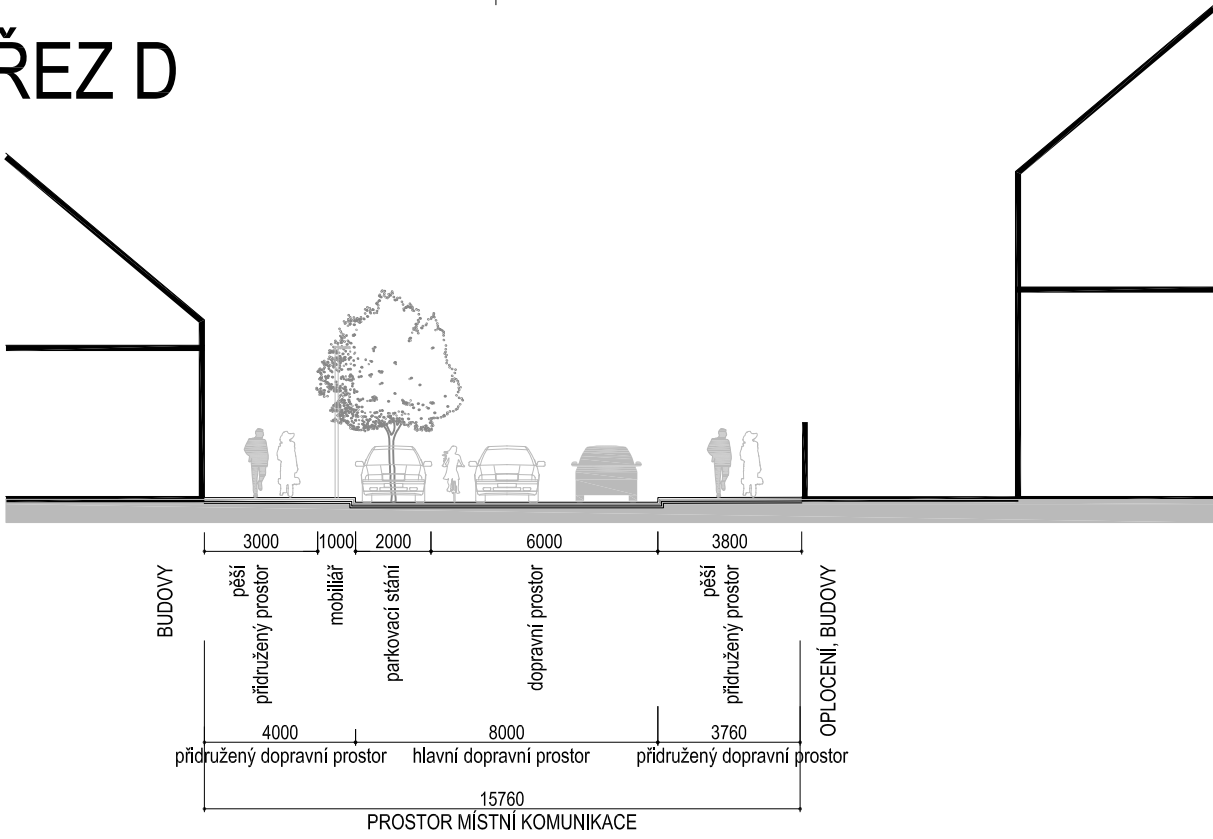 ŘEZ D
3000
1000
2000
6000
3800
BUDOVY
pěší
přidružený prostor
mobiliář
parkovací stání
dopravní prostor
pěší
přidružený prostor
OPLOCENÍ, BUDOVY
4000
8000
3760
přidružený dopravní prostor
hlavní dopravní prostor
přidružený dopravní prostor
15760
PROSTOR MÍSTNÍ KOMUNIKACE